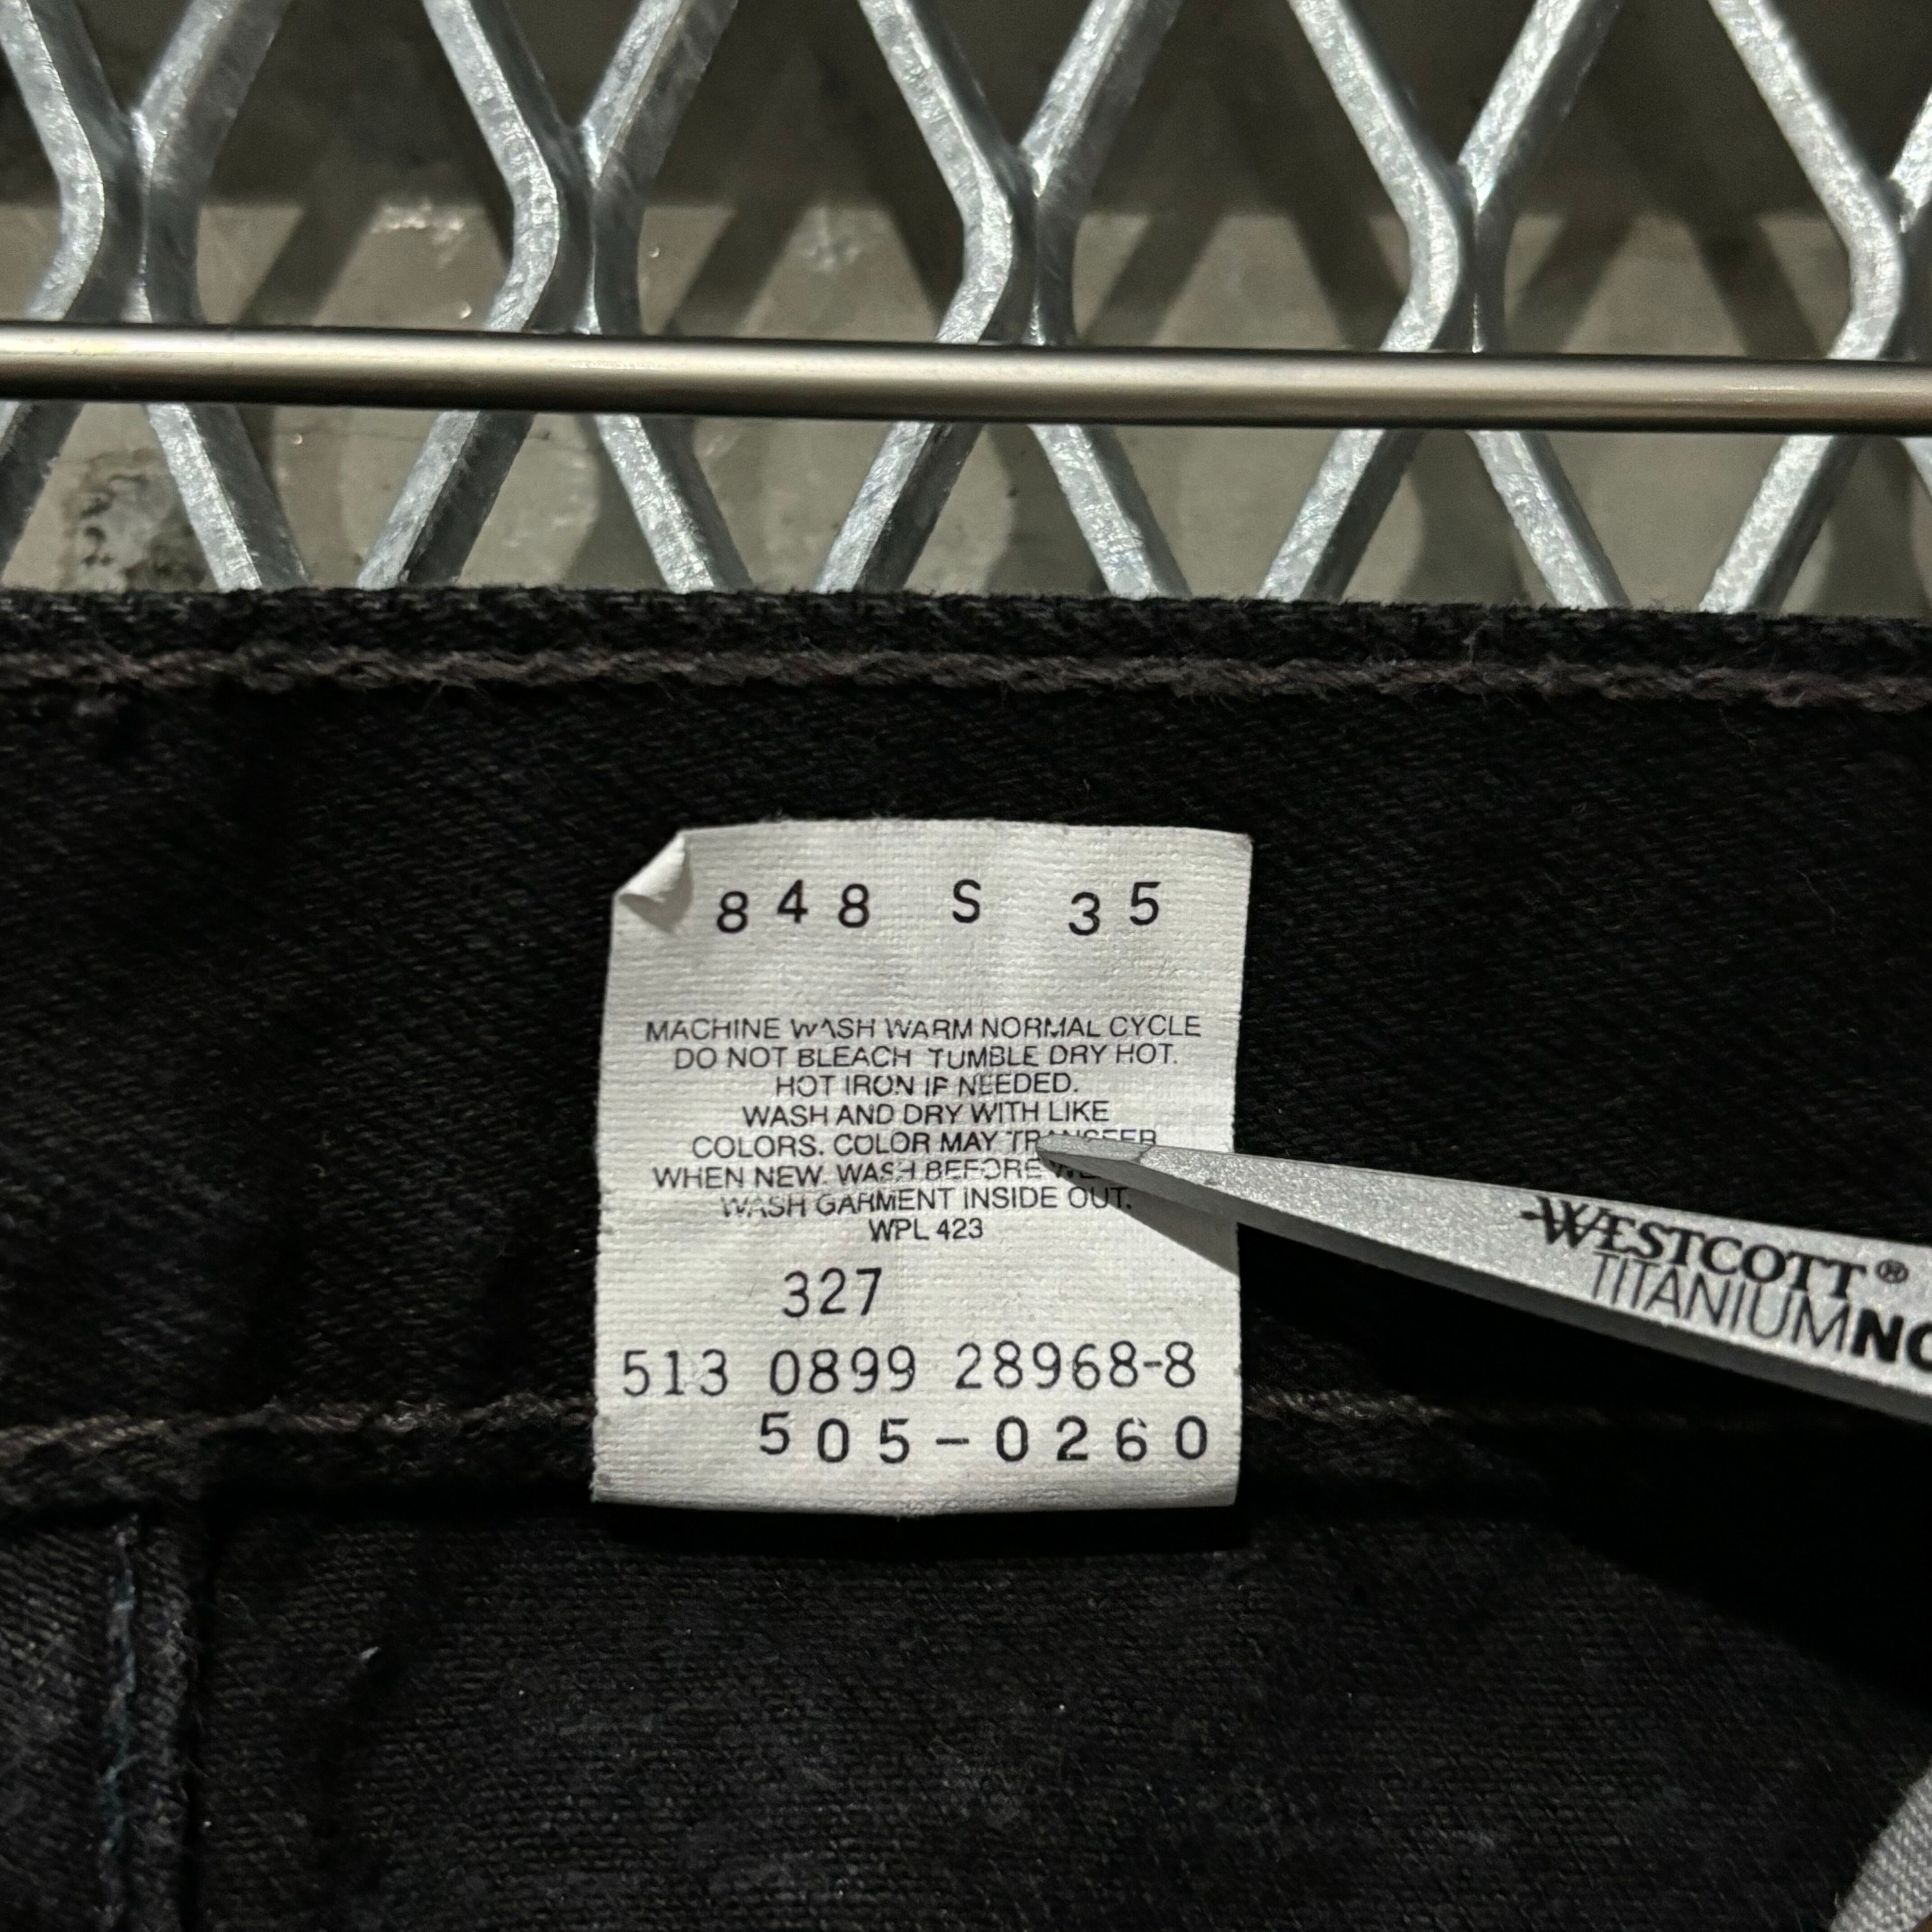 848 S 35
MACHINE WASH WARM NORMAL CYCLE
DO NOT BLEACH TUMBLE DRY HOT.
HOT IRON IF NEEDED.
WASH AND DRY WITH LIKE
COLORS. COLOR MAY TRANSFER
WHEN NEW. WASH BEFORE
WASH GARMENT INSIDE OUT.
WPL 423
327
513 0899 28968-8
505-0260
WESTCOTT®
TITANIUM